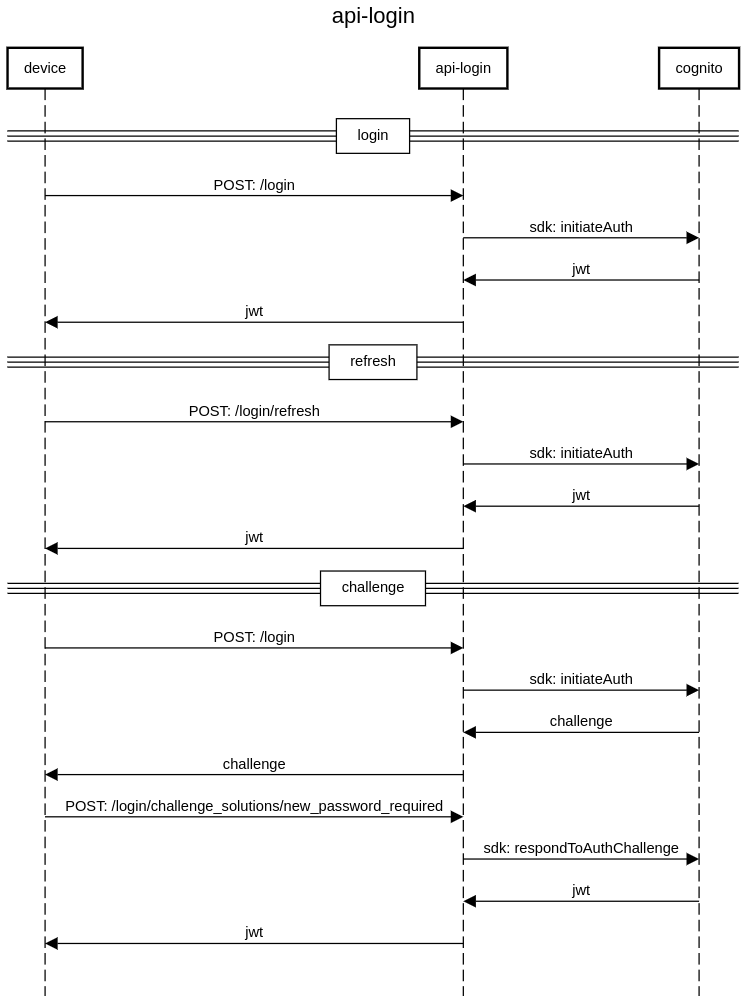 api-login
device
api-login
cognito
login
POST: /login
sdk: initiateAuth
jwt
jwt
refresh
POST: /login/refresh
sdk: initiateAuth
jwt
jwt
challenge
POST: /login
sdk: initiateAuth
challenge
challenge
POST: /login/challenge_solutions/new_password_required
sdk: respondToAuthChallenge
jwt
jwt